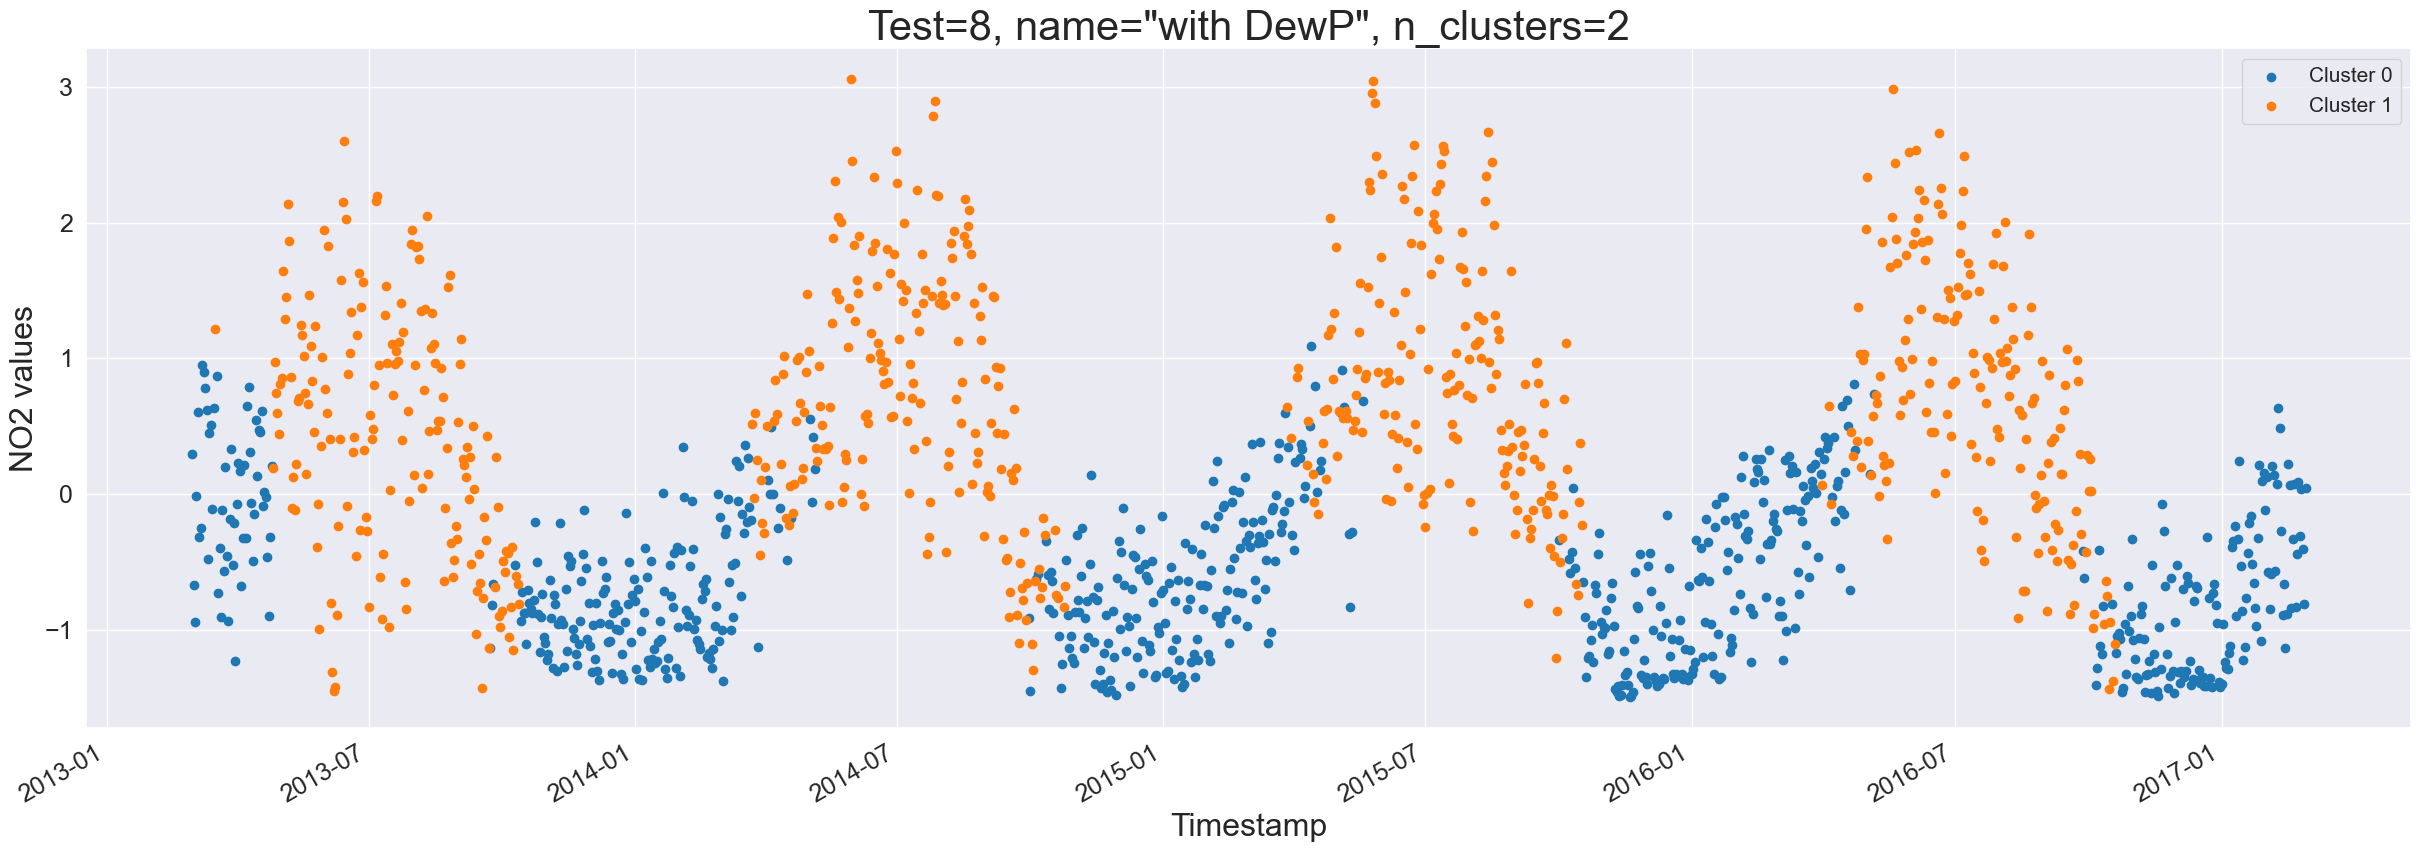 Test=8, name="with DewP", n_clusters=2
Cluster 0
Cluster 1
NO2 values
3
2
1
0
−1
2013-01
2013-07
2014-01
2014-07
2015-01
2015-07
2016-01
2016-07
2017-01
Timestamp